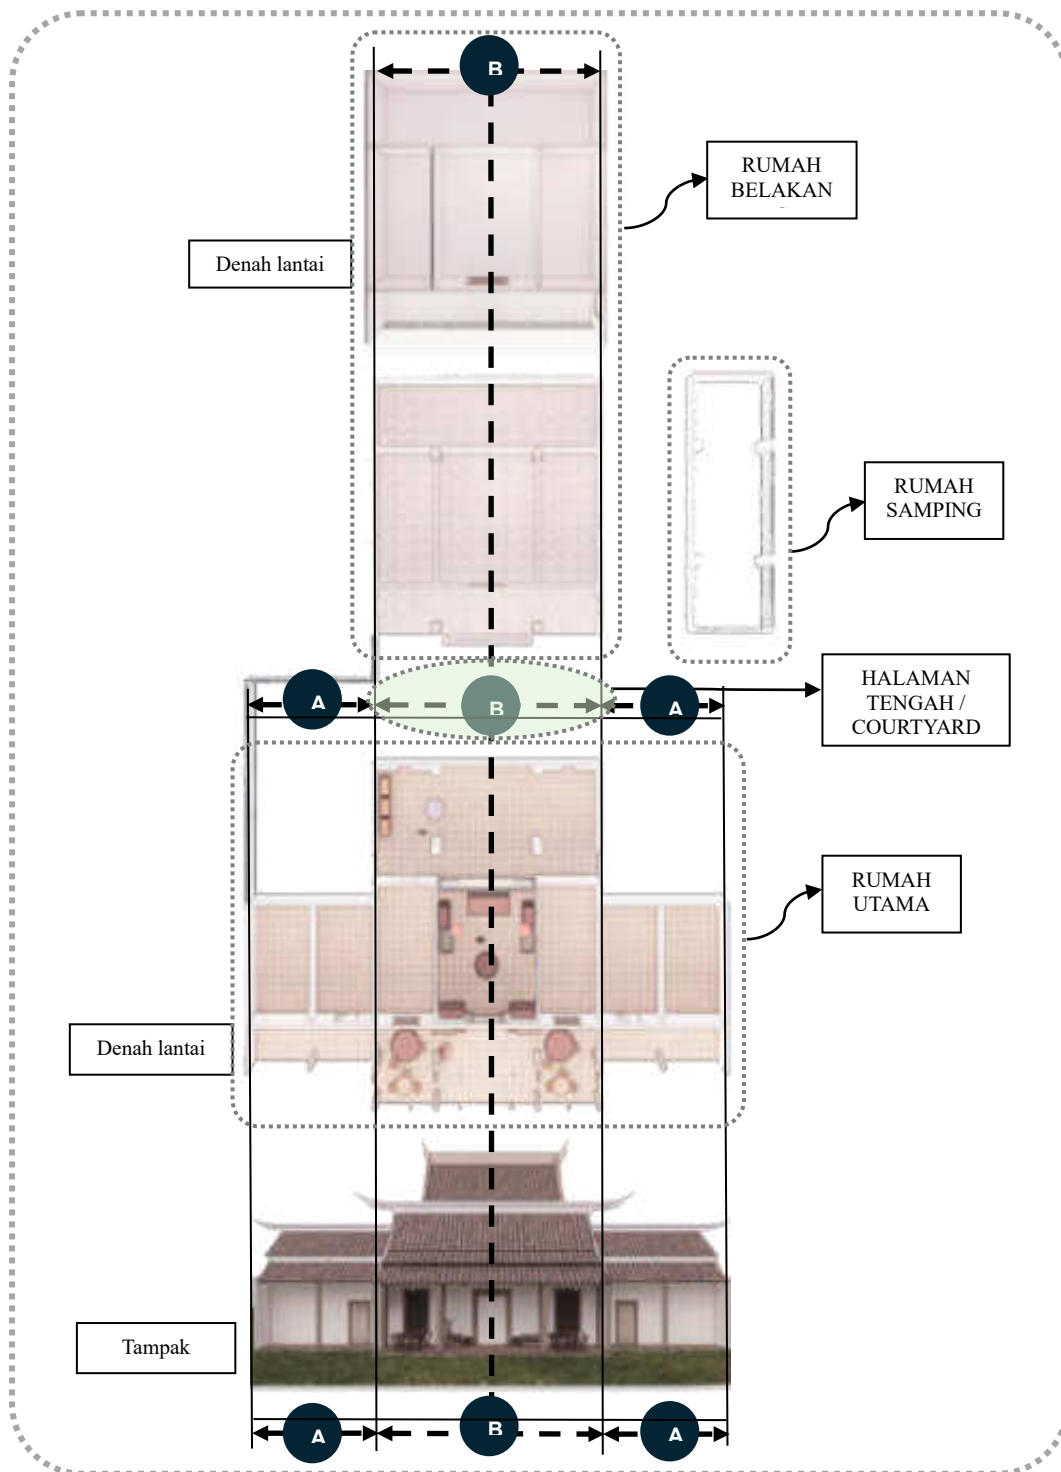 B
RUMAH
BELAKAN
Denah lantai
RUMAH
SAMPING
HALAMAN
TENGAH /
COURTYARD
A
B
A
RUMAH
UTAMA
Denah lantai
Tampak
A
B
A